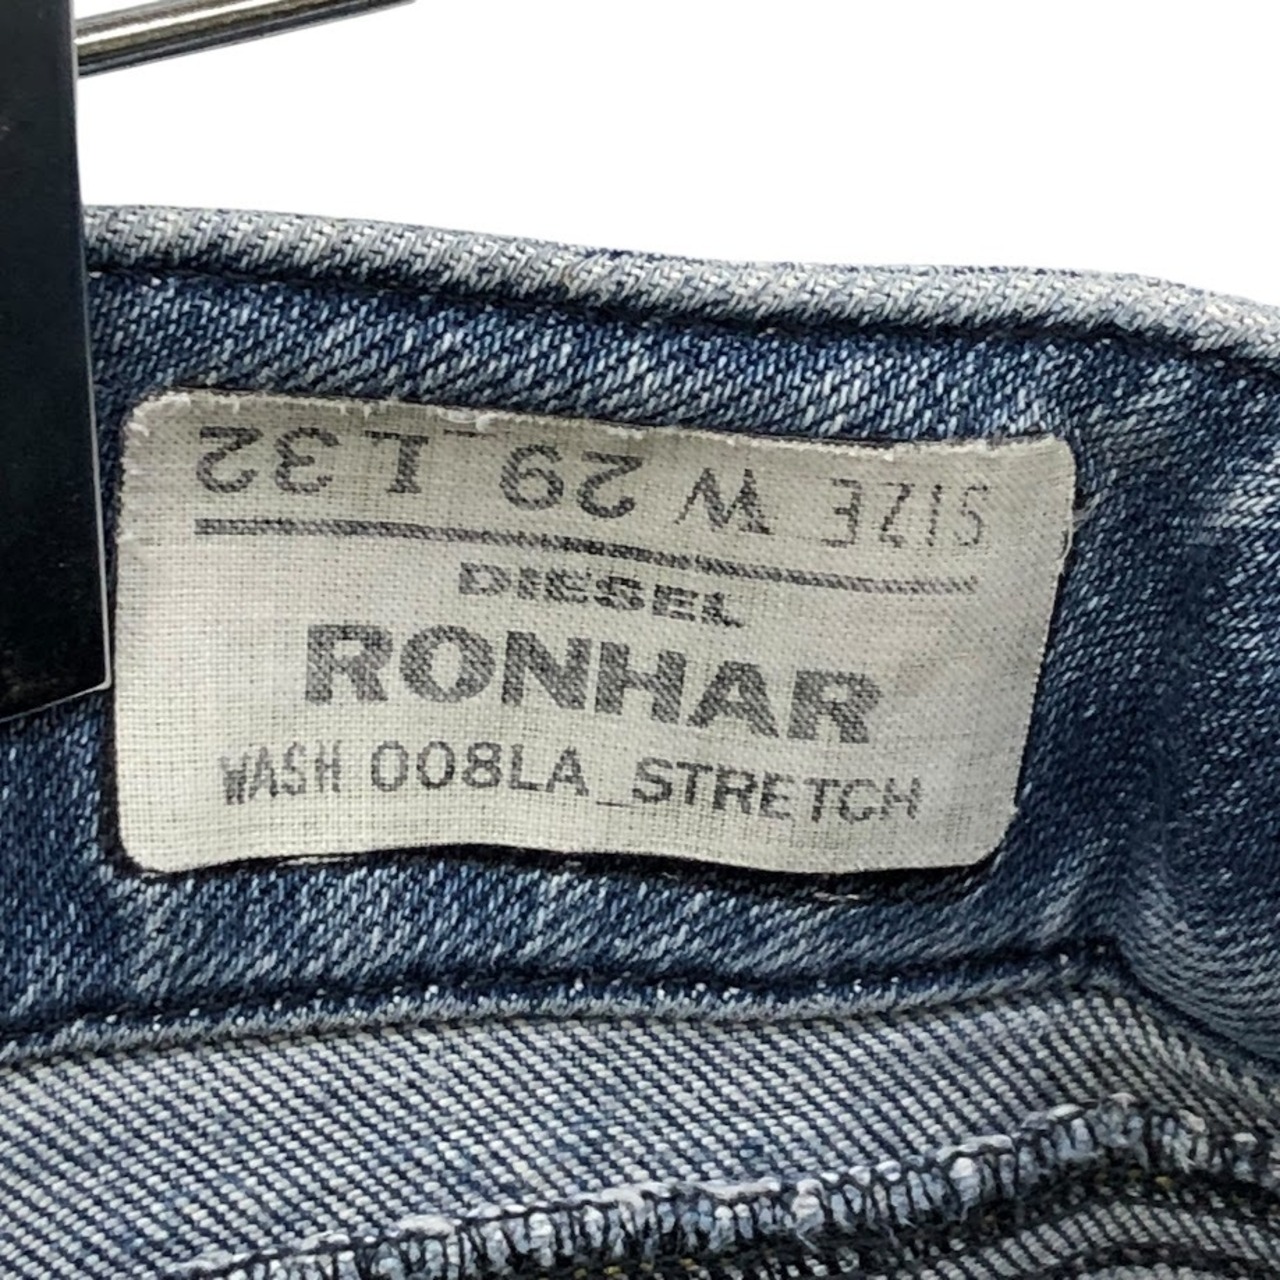 SIZE W 29 L 32
DIESEL
RONHAR
WASH 008LA_STRETCH